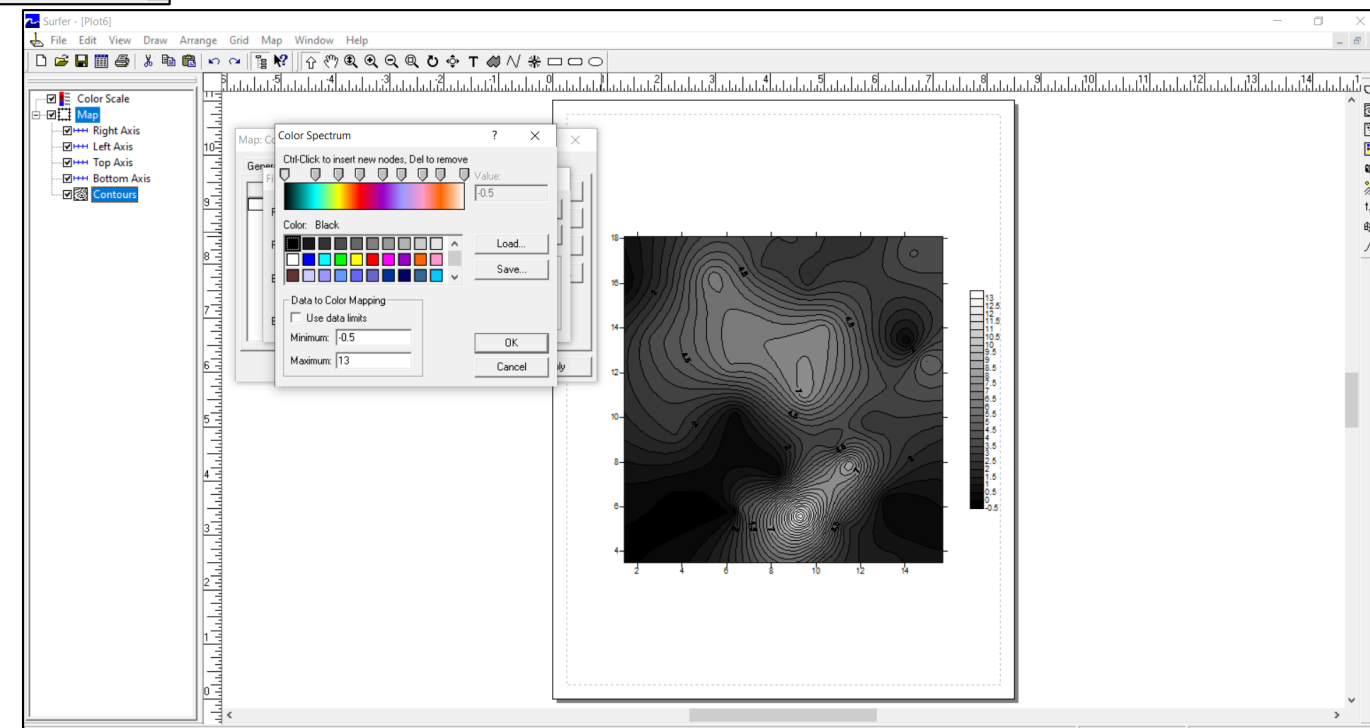 Surfer - [Plot6]
File Edit View Draw Arrange Grid Map Window Help
Color Scale
Map
Right Axis
Left Axis
Top Axis
Bottom Axis
Contours
Color Spectrum
Ctrl-Click to insert new nodes, Del to remove
Value:
-0.5
Color: Black
Load...
Save...
Data to Color Mapping
Use data limits
Minimum: -0.5
Maximum: 13
OK
Cancel
18
16
14
12
10
8
6
4
2 4 6 8 10 12 14
13
12.5
12
11.5
11
10.5
10
9.5
9
8.5
8
7.5
7
6.5
6
5.5
5
4.5
4
3.5
3
2.5
2
1.5
1
0.5
0
-0.5